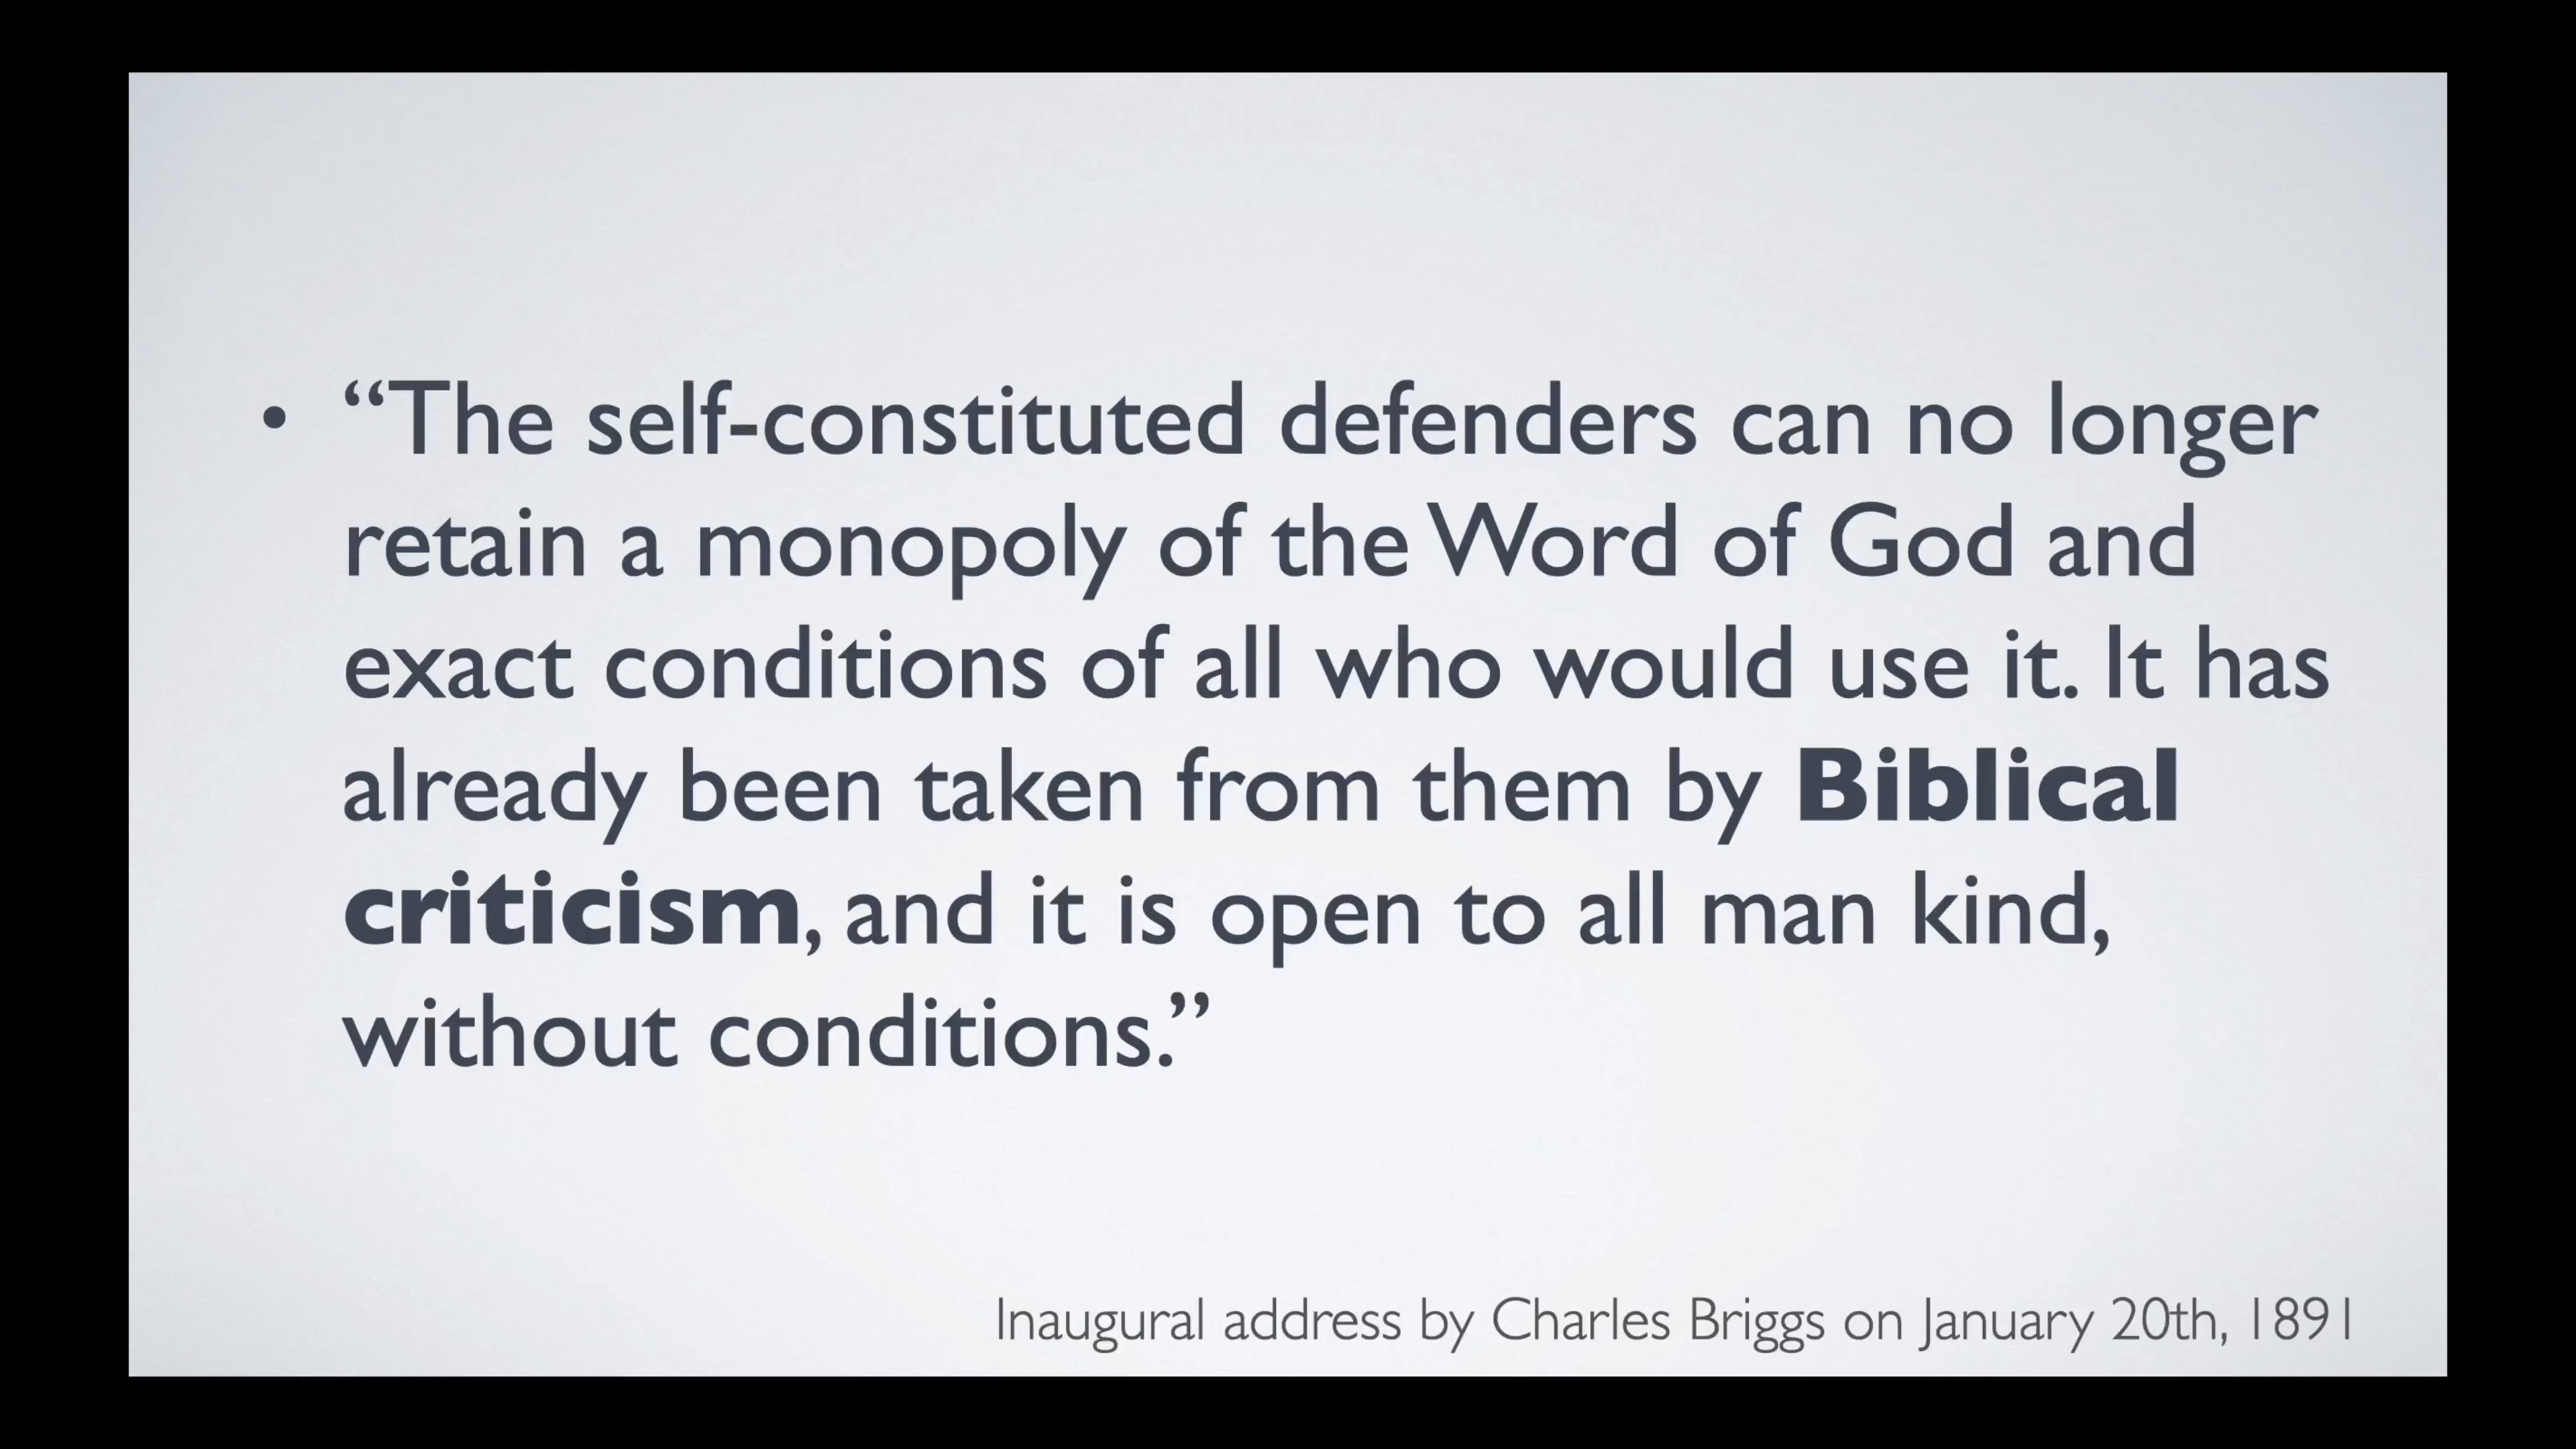 • “The self-constituted defenders can no longer
retain a monopoly of the Word of God and
exact conditions of all who would use it. It has
already been taken from them by Biblical
criticism, and it is open to all man kind,
without conditions.”
Inaugural address by Charles Briggs on January 20th, 1891